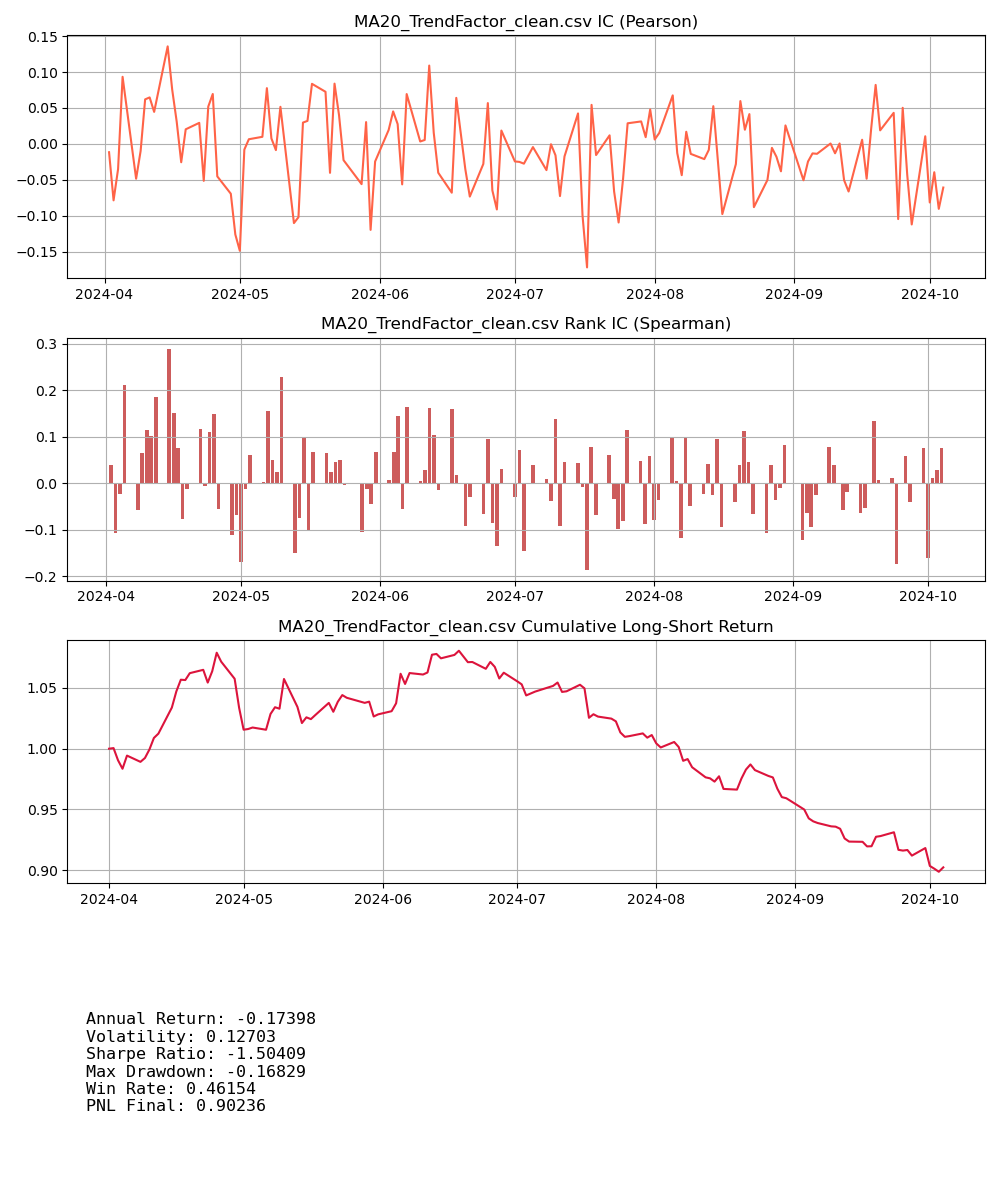 MA20_TrendFactor_clean.csv IC (Pearson)
0.15
0.10
0.05
0.00
−0.05
−0.10
−0.15
2024-04 2024-05 2024-06 2024-07 2024-08 2024-09 2024-10
MA20_TrendFactor_clean.csv Rank IC (Spearman)
0.3
0.2
0.1
0.0
−0.1
−0.2
2024-04 2024-05 2024-06 2024-07 2024-08 2024-09 2024-10
MA20_TrendFactor_clean.csv Cumulative Long-Short Return
1.05
1.00
0.95
0.90
2024-04 2024-05 2024-06 2024-07 2024-08 2024-09 2024-10
Annual Return: -0.17398
Volatility: 0.12703
Sharpe Ratio: -1.50409
Max Drawdown: -0.16829
Win Rate: 0.46154
PNL Final: 0.90236